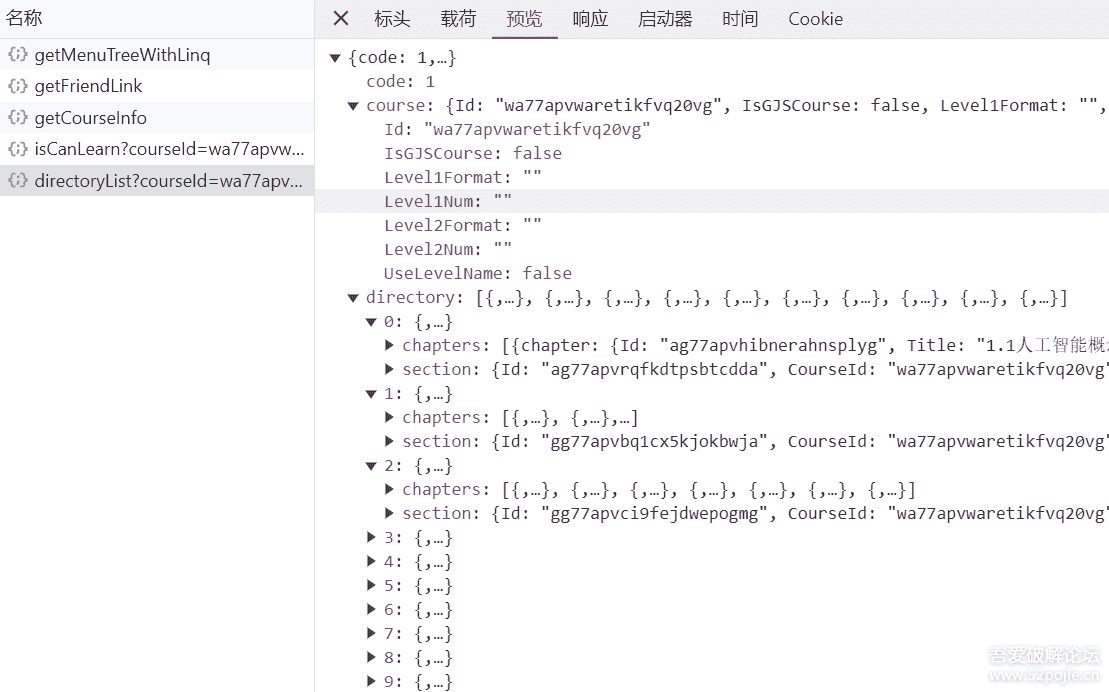 名称
getMenuTreeWithLinq
getFriendLink
getCourseInfo
isCanLearn?courseId=wa77apvw...
directoryList?courseId=wa77apv...
标头 载荷 预览 响应 启动器 时间 Cookie
{code: 1,…}
code: 1
course: {Id: "wa77apvwaretikfvq20vg", IsGJSCourse: false, Level1Format: "",
Id: "wa77apvwaretikfvq20vg"
IsGJSCourse: false
Level1Format: ""
Level1Num: ""
Level2Format: ""
Level2Num: ""
UseLevelName: false
directory: [{,…}, {,…}, {,…}, {,…}, {,…}, {,…}, {,…}, {,…}, {,…}, {,…}]
0: {,…}
chapters: [{chapter: {Id: "ag77apvhibnerahnsplyg", Title: "1.1人工智能概
section: {Id: "ag77apvrqfkdtpsbtcdda", CourseId: "wa77apvwaretikfvq20vg"
1: {,…}
chapters: [{,…}, {,…},…]
section: {Id: "gg77apvbq1cx5kjokbwja", CourseId: "wa77apvwaretikfvq20vg"
2: {,…}
chapters: [{,…}, {,…}, {,…}, {,…}, {,…}, {,…}, {,…}]
section: {Id: "gg77apvci9fejdwepogmg", CourseId: "wa77apvwaretikfvq20vg"
3: {,…}
4: {,…}
5: {,…}
6: {,…}
7: {,…}
8: {,…}
9: {,…}
吾爱破解论坛
www.52pojie.cn